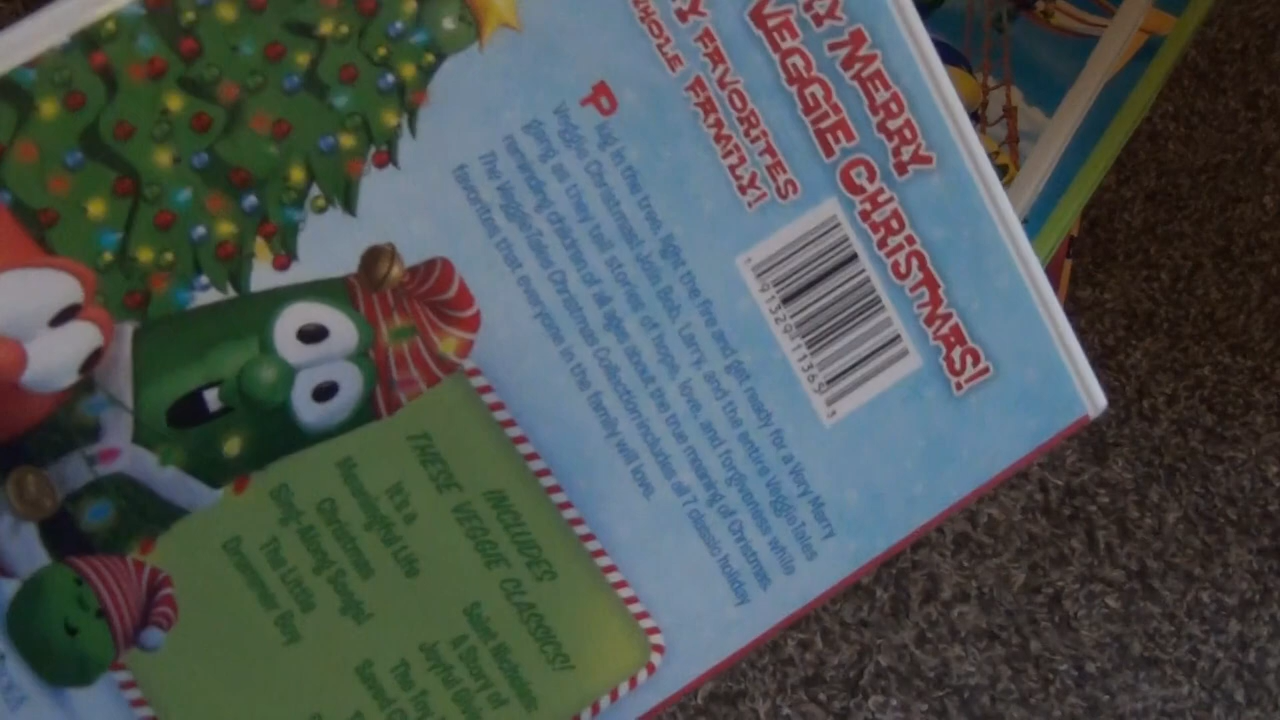 Y MERRY
VEGGIE CHRISTMAS!
Y FAVORITES
WHOLE FAMILY!
Plug in the tree, light the fire and get ready for a Very Merry
Veggie Christmas! Join Bob, Larry, and the entire VeggieTales
gang as they tell stories of hope, love, and forgiveness while
reminding children of all ages about the true meaning of Christmas.
The VeggieTales Christmas Collection includes all 7 classic holiday
favorites that everyone in the family will love.
INCLUDES
THESE VEGGIE CLASSICS!
It's a
Meaningful Life
Christmas
Sing-Along Songs!
The Little
Drummer Boy
Saint Nicholas:
A Story of
Joyful Giv
The Toy
Saved